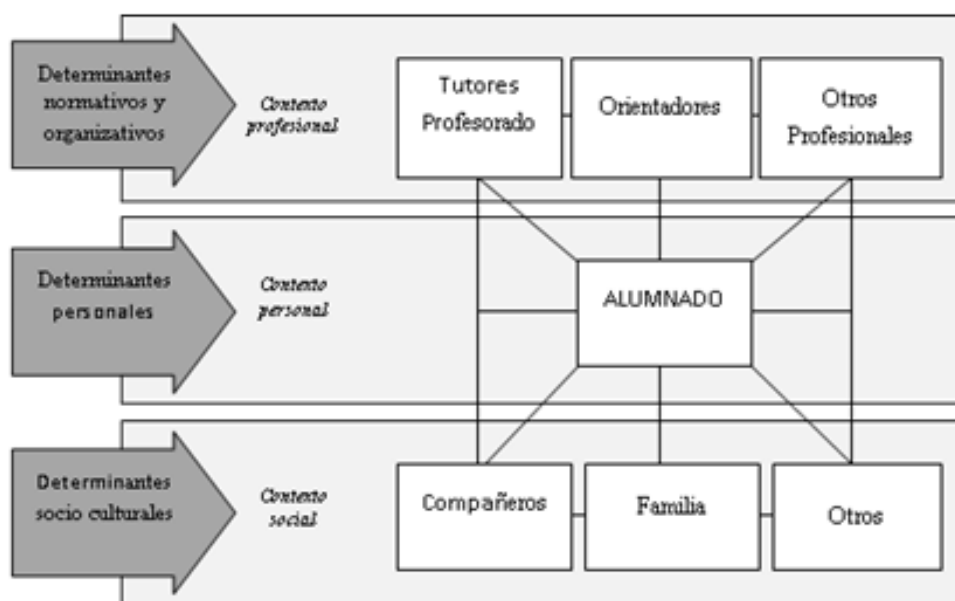 Determinantes
normativos y
organizativos
Contexto
profesional
Tutores
Profesorado
Orientadores
Otros
Profesionales
Determinantes
personales
Contexto
personal
ALUMNADO
Determinantes
socio culturales
Contexto
social
Compañeros
Familia
Otros